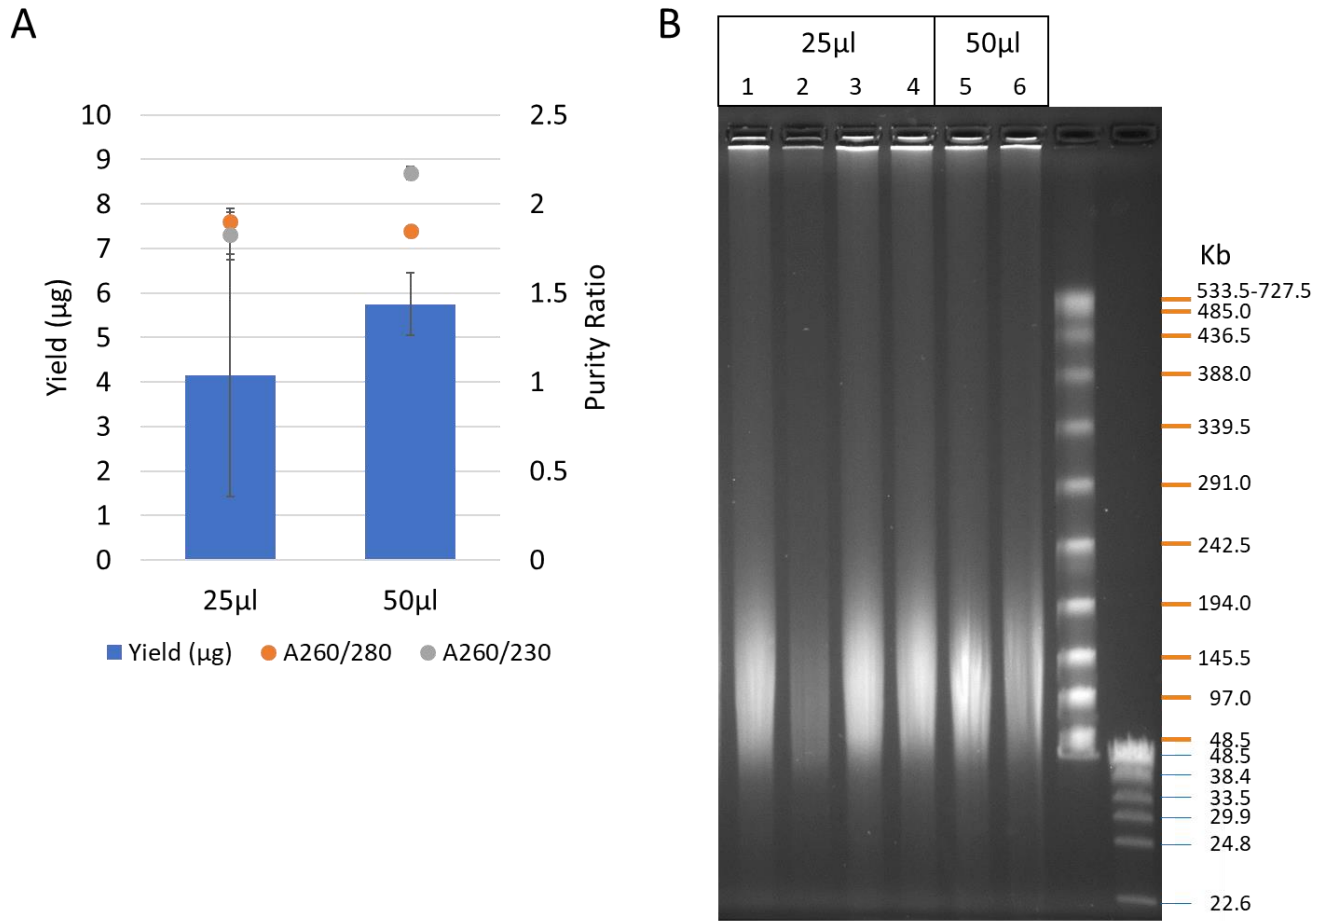 A
10
9
8
7
6
5
4
3
2
1
0
Yield (µg)
2.5
2
1.5
1
0.5
0
Purity Ratio
25µl
50µl
Yield (µg)
A260/280
A260/230
B
25µl
50µl
1 2 3 4 5 6
Kb
533.5-727.5
485.0
436.5
388.0
339.5
291.0
242.5
194.0
145.5
97.0
48.5
48.5
38.4
33.5
29.9
24.8
22.6